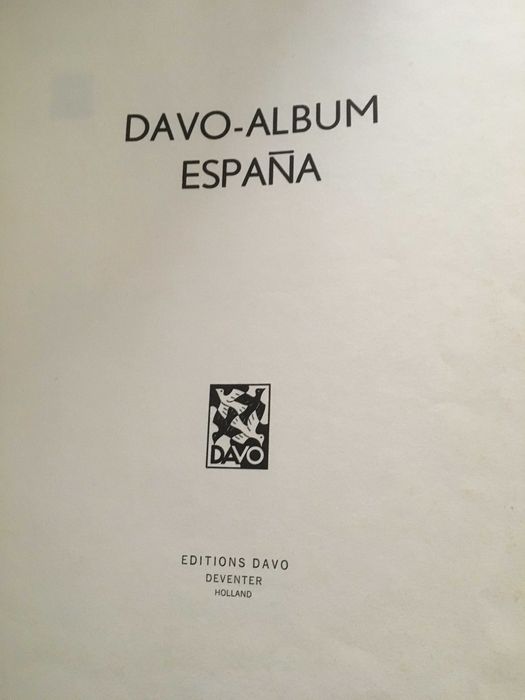 DAVO-ALBUM
ESPAÑA
DAVO
EDITIONS DAVO
DEVENTER
HOLLAND